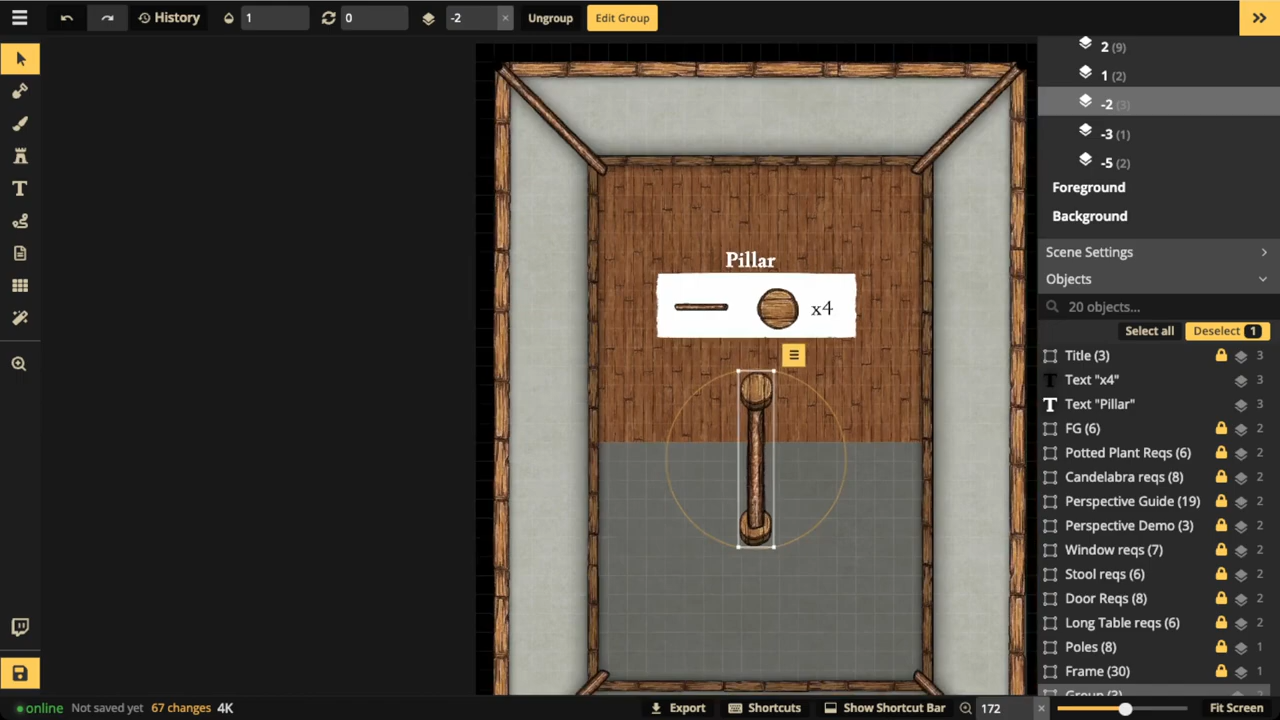 History
1
0
-2
×
Ungroup
Edit Group
2 (9)
1 (2)
-2 (3)
-3 (1)
-5 (2)
Foreground
Background
Scene Settings
Objects
20 objects...
Select all
Deselect 1
Title (3) 3
T Text "x4" 3
T Text "Pillar" 3
FG (6) 2
Potted Plant Reqs (6) 2
Candelabra reqs (8) 2
Perspective Guide (19) 2
Perspective Demo (3) 2
Window reqs (7) 2
Stool reqs (6) 2
Door Reqs (8) 2
Long Table reqs (6) 2
Poles (8) 1
Frame (30) 1
Group (3)
T
Pillar
x4
online
Not saved yet
67 changes
4K
Export
Shortcuts
Show Shortcut Bar
172
×
Fit Screen